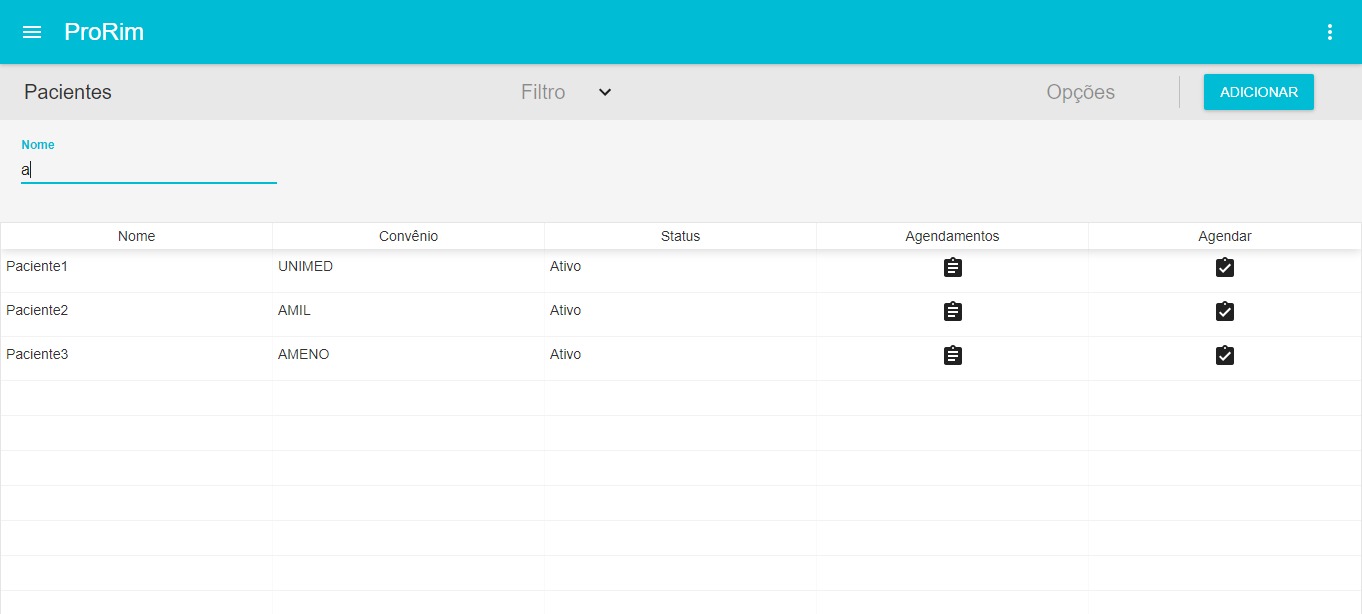 ProRim
Pacientes Filtro Opções ADICIONAR
Nome
a
Nome Convênio Status Agendamentos Agendar
Paciente1 UNIMED Ativo
Paciente2 AMIL Ativo
Paciente3 AMENO Ativo